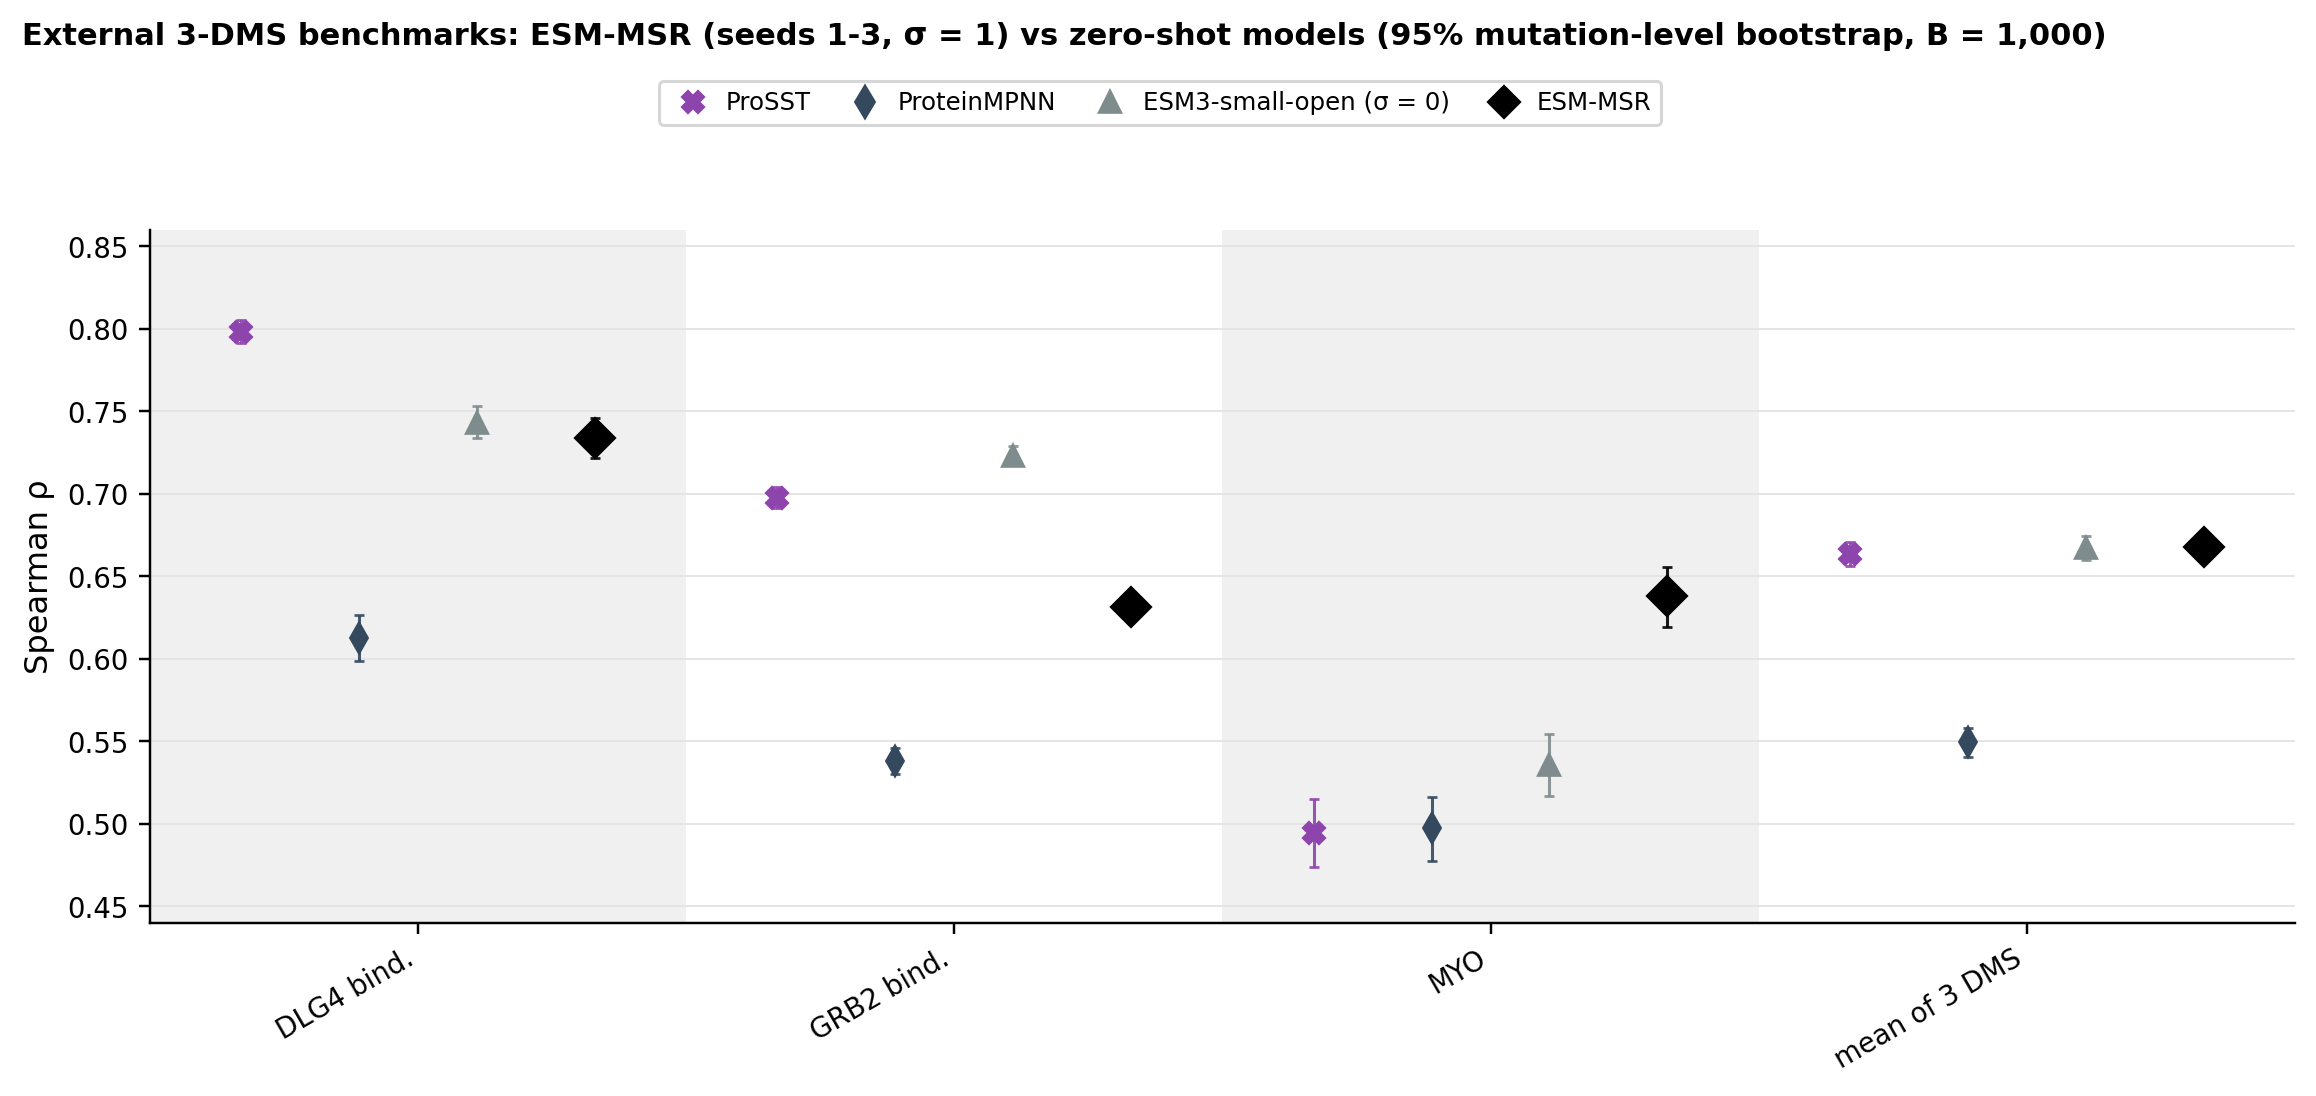 External 3-DMS benchmarks: ESM-MSR (seeds 1-3, σ = 1) vs zero-shot models (95% mutation-level bootstrap, B = 1,000)
ProSST
ProteinMPNN
ESM3-small-open (σ = 0)
ESM-MSR
Spearman ρ
0.85
0.80
0.75
0.70
0.65
0.60
0.55
0.50
0.45
DLG4 bind.
GRB2 bind.
MYO
mean of 3 DMS